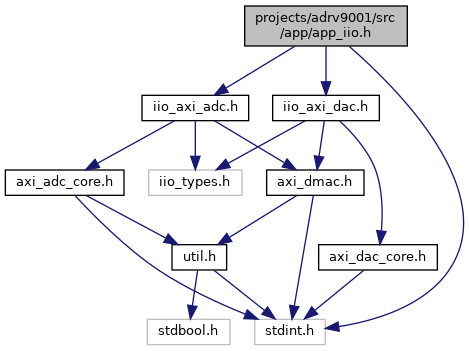 projects/adrv9001/src
/app/app_iio.h
iio_axi_adc.h
iio_axi_dac.h
axi_adc_core.h
iio_types.h
axi_dmac.h
util.h
axi_dac_core.h
stdbool.h
stdint.h